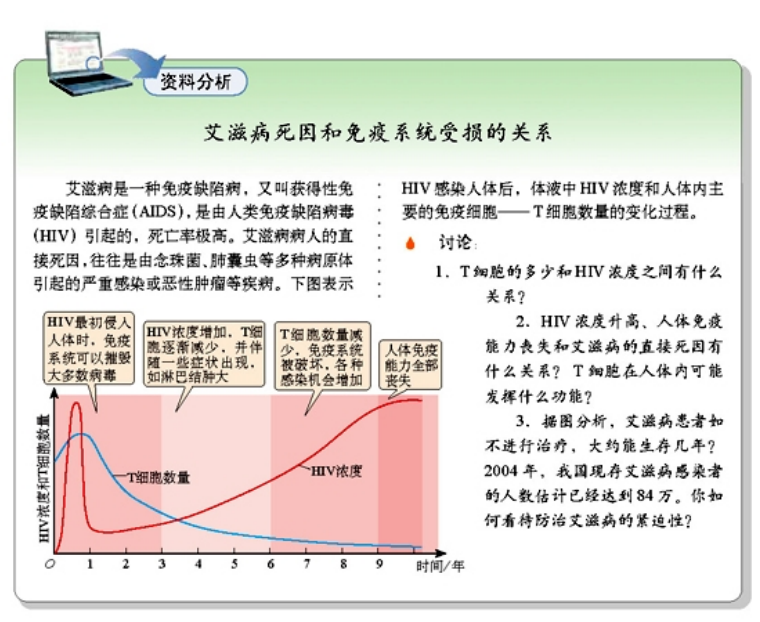 资料分析
艾滋病死因和免疫系统受损的关系
艾滋病是一种免疫缺陷病，又叫获得性免
疫缺陷综合症(AIDS)，是由人类免疫缺陷病毒
(HIV) 引起的，死亡率极高。艾滋病病人的直
接死因，往往是由念珠菌、肺囊虫等多种病原体
引起的严重感染或恶性肿瘤等疾病。下图表示
HIV 感染人体后，体液中 HIV 浓度和人体内主
要的免疫细胞——T细胞数量的变化过程。
讨论：
1. T细胞的多少和HIV 浓度之间有什么
关系？
2. HIV 浓度升高、人体免疫
能力丧失和艾滋病的直接死因有
什么关系？T细胞在人体内可能
发挥什么功能？
3. 据图分析，艾滋病患者如
不进行治疗，大约能生存几年？
2004 年，我国现存艾滋病感染者
的人数估计已经达到 84 万。你如
何看待防治艾滋病的紧迫性？
HIV最初侵入
人体时，免疫
系统可以摧毁
大多数病毒
HIV浓度增加，T细
胞逐渐减少，并伴
随一些症状出现，
如淋巴结肿大
T细胞数量减
少，免疫系统
被破坏，各种
感染机会增加
人体免疫
能力全部
丧失
HIV浓度和T细胞数量
T细胞数量
HIV浓度
O 1 2 3 4 5 6 7 8 9 时间/年